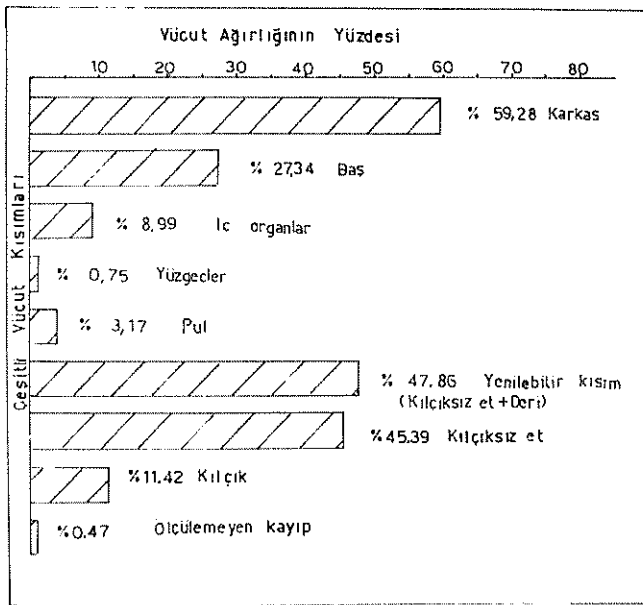 Vücut Ağırlığının Yüzdesi
10 20 30 40 50 60 70 80
Çeşitli Vücut Kısımları
% 59,28 Karkas
% 27,34 Baş
% 8,99 İc organlar
% 0,75 Yüzgecler
% 3,17 Pul
% 47.86 Yenilebilir kısım
(Kılçıksız et+Deri)
%45.39 Kılçıksız et
%11.42 Kılçık
%0.47 Ölçülemeyen kayıp